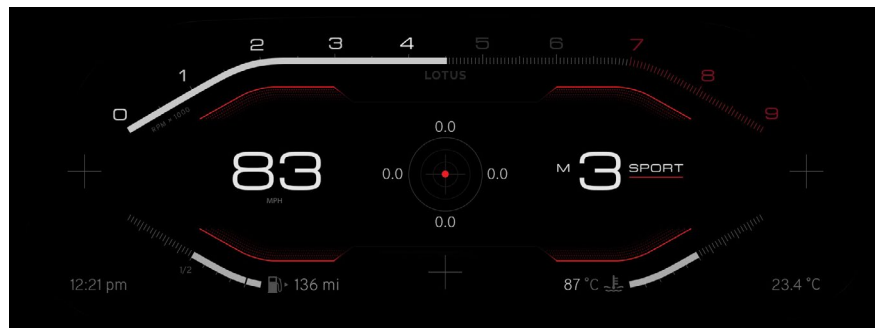 0 1 2 3 4 5 6 7 8 9
RPM × 1000
LOTUS
83
MPH
0.0
0.0 0.0
0.0
M 3 SPORT
1/2
12:21 pm
136 mi
87 °C
23.4 °C